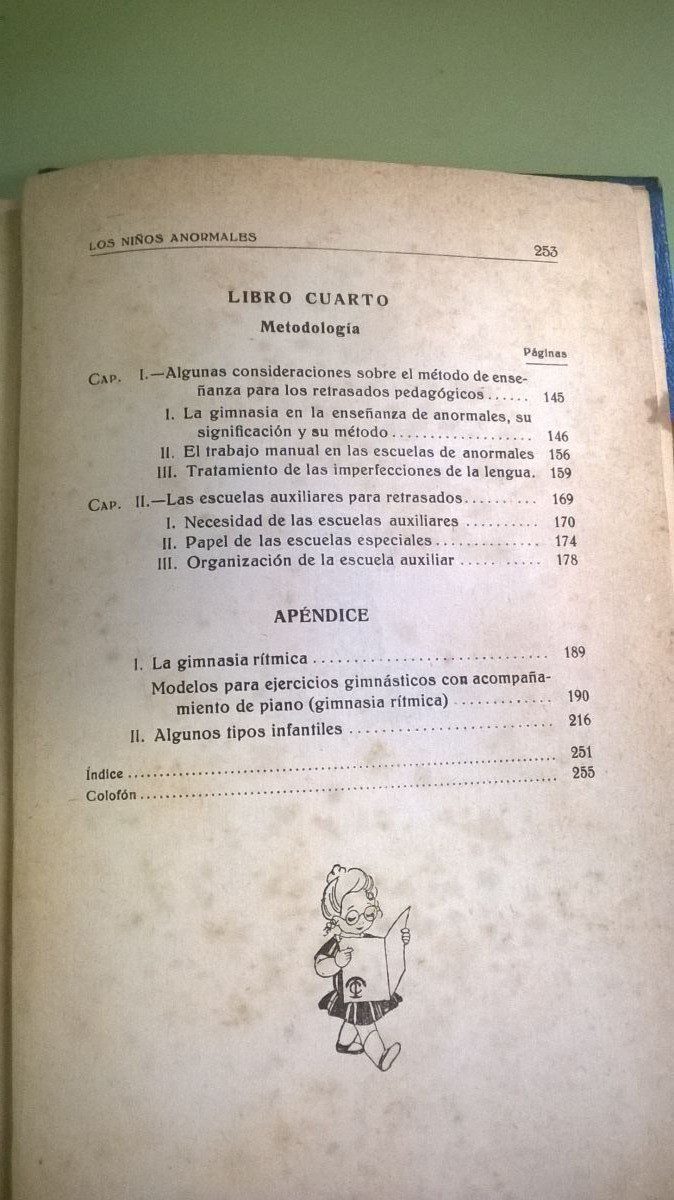 LOS NIÑOS ANORMALES 253
LIBRO CUARTO
Metodología
Páginas
CAP. I.—Algunas consideraciones sobre el método de ense-
ñanza para los retrasados pedagógicos...... 145
I. La gimnasia en la enseñanza de anormales, su
significación y su método................... 146
II. El trabajo manual en las escuelas de anormales 156
III. Tratamiento de las imperfecciones de la lengua. 159
CAP. II.—Las escuelas auxiliares para retrasados.......... 169
I. Necesidad de las escuelas auxiliares .......... 170
II. Papel de las escuelas especiales............... 174
III. Organización de la escuela auxiliar ............ 178
APÉNDICE
I. La gimnasia rítmica ............................. 189
Modelos para ejercicios gimnásticos con acompaña-
miento de piano (gimnasia rítmica) ............. 190
II. Algunos tipos infantiles ......................... 216
Índice ........................................................ 251
Colofón...................................................... 255